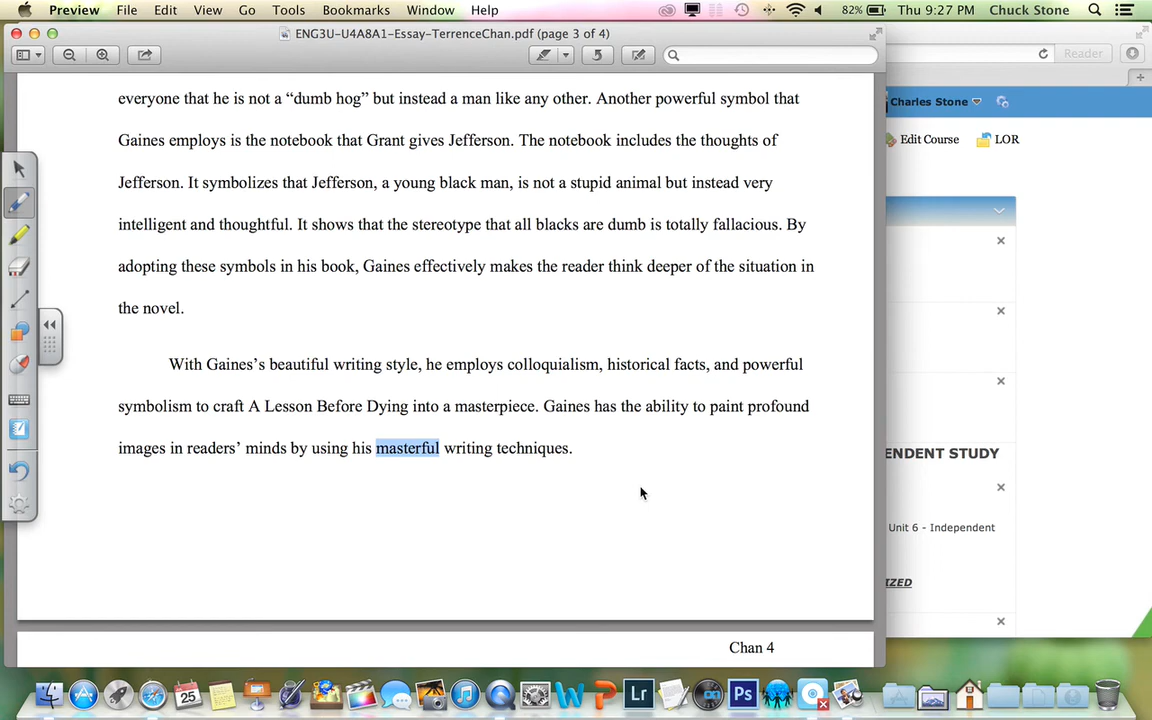 Preview File Edit View Go Tools Bookmarks Window Help 82% Thu 9:27 PM Chuck Stone
ENG3U-U4A8A1-Essay-TerrenceChan.pdf (page 3 of 4)
Reader
Charles Stone
Edit Course LOR
everyone that he is not a “dumb hog” but instead a man like any other. Another powerful symbol that
Gaines employs is the notebook that Grant gives Jefferson. The notebook includes the thoughts of
Jefferson. It symbolizes that Jefferson, a young black man, is not a stupid animal but instead very
intelligent and thoughtful. It shows that the stereotype that all blacks are dumb is totally fallacious. By
adopting these symbols in his book, Gaines effectively makes the reader think deeper of the situation in
the novel.
With Gaines’s beautiful writing style, he employs colloquialism, historical facts, and powerful
symbolism to craft A Lesson Before Dying into a masterpiece. Gaines has the ability to paint profound
images in readers’ minds by using his masterful writing techniques.
ENDENT STUDY
Unit 6 - Independent
IZED
Chan 4
25
W P Lr Ps